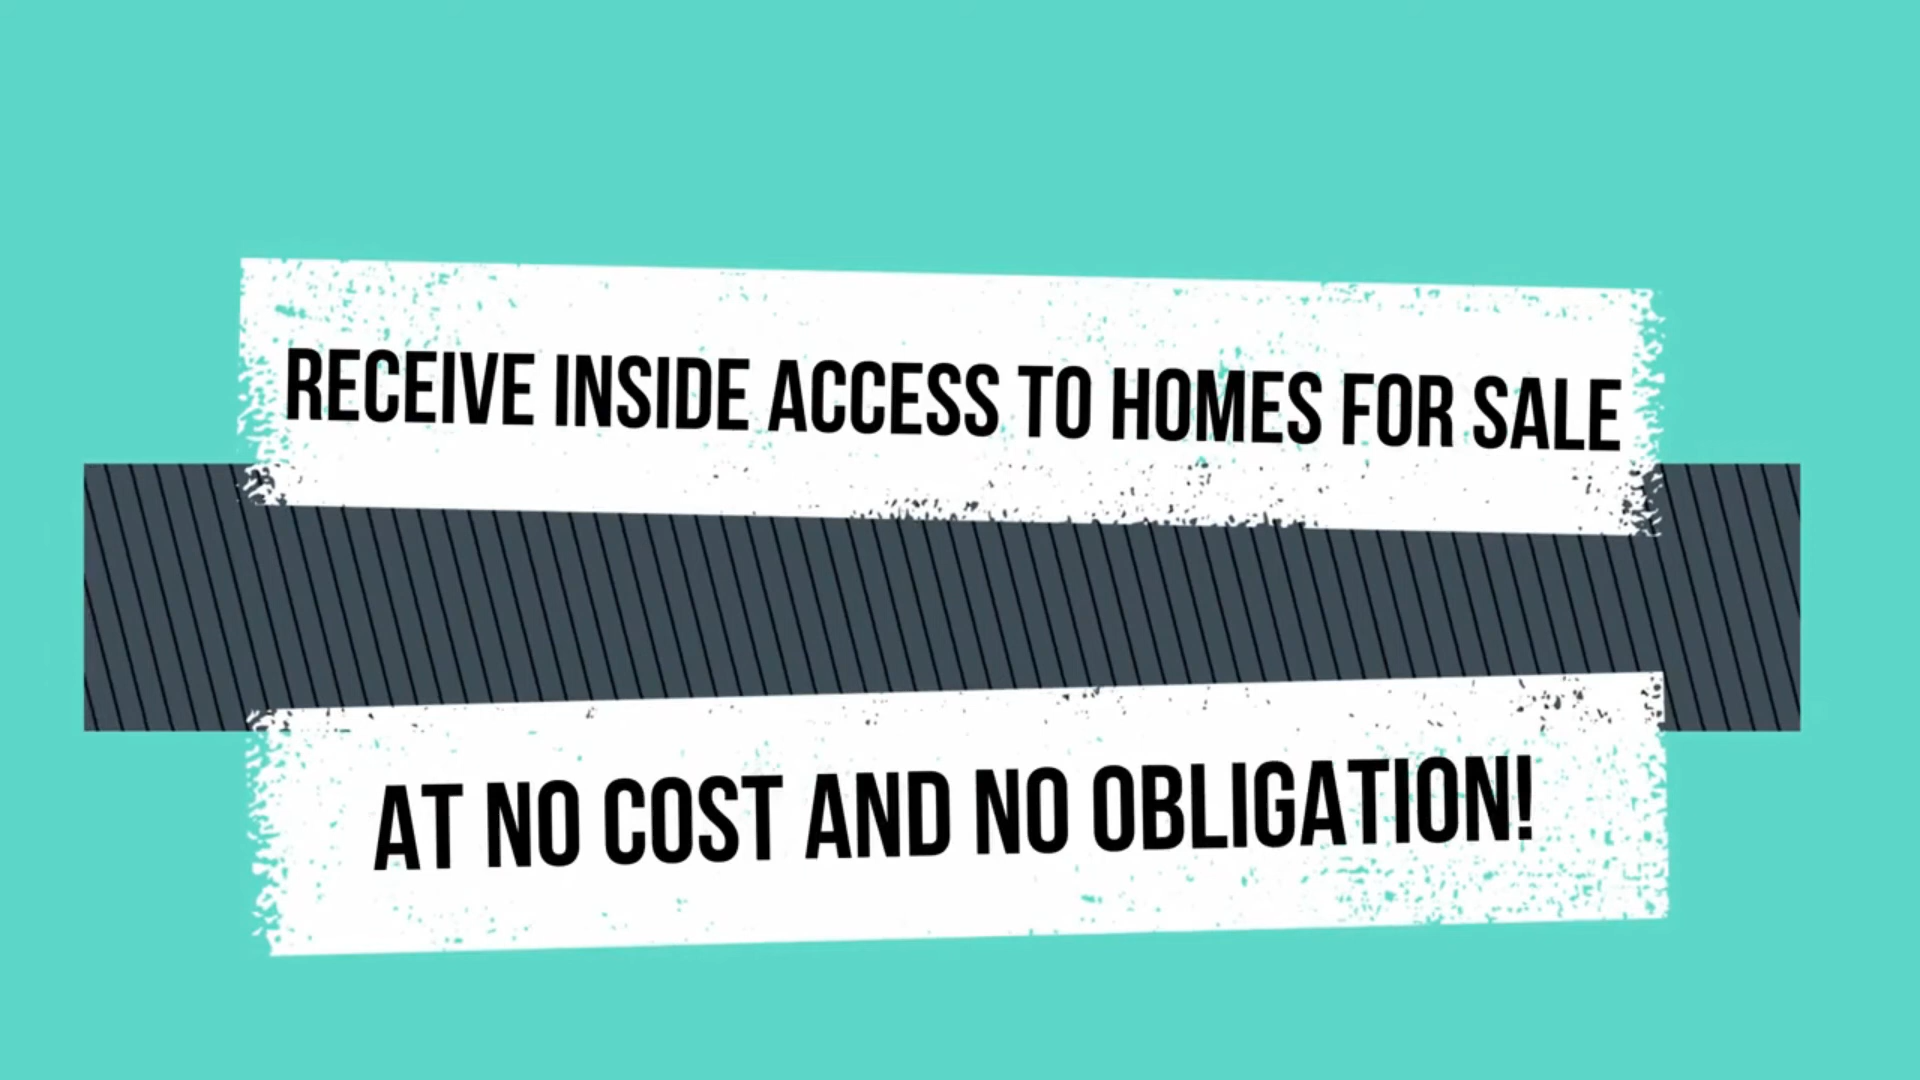 RECEIVE INSIDE ACCESS TO HOMES FOR SALE
AT NO COST AND NO OBLIGATION!